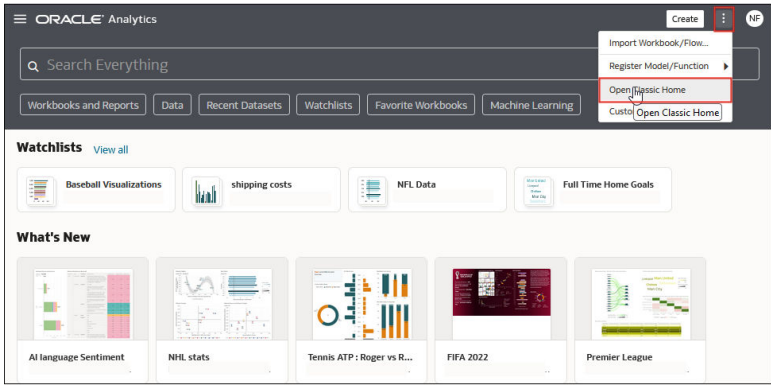 ORACLE Analytics
Create
NF
Import Workbook/Flow...
Register Model/Function
Open Classic Home
Custo
Open Classic Home
Search Everything
Workbooks and Reports
Data
Recent Datasets
Watchlists
Favorite Workbooks
Machine Learning
Watchlists View all
Baseball Visualizations
shipping costs
NFL Data
Full Time Home Goals
What's New
AI language Sentiment
NHL stats
Tennis ATP : Roger vs R...
FIFA 2022
Premier League